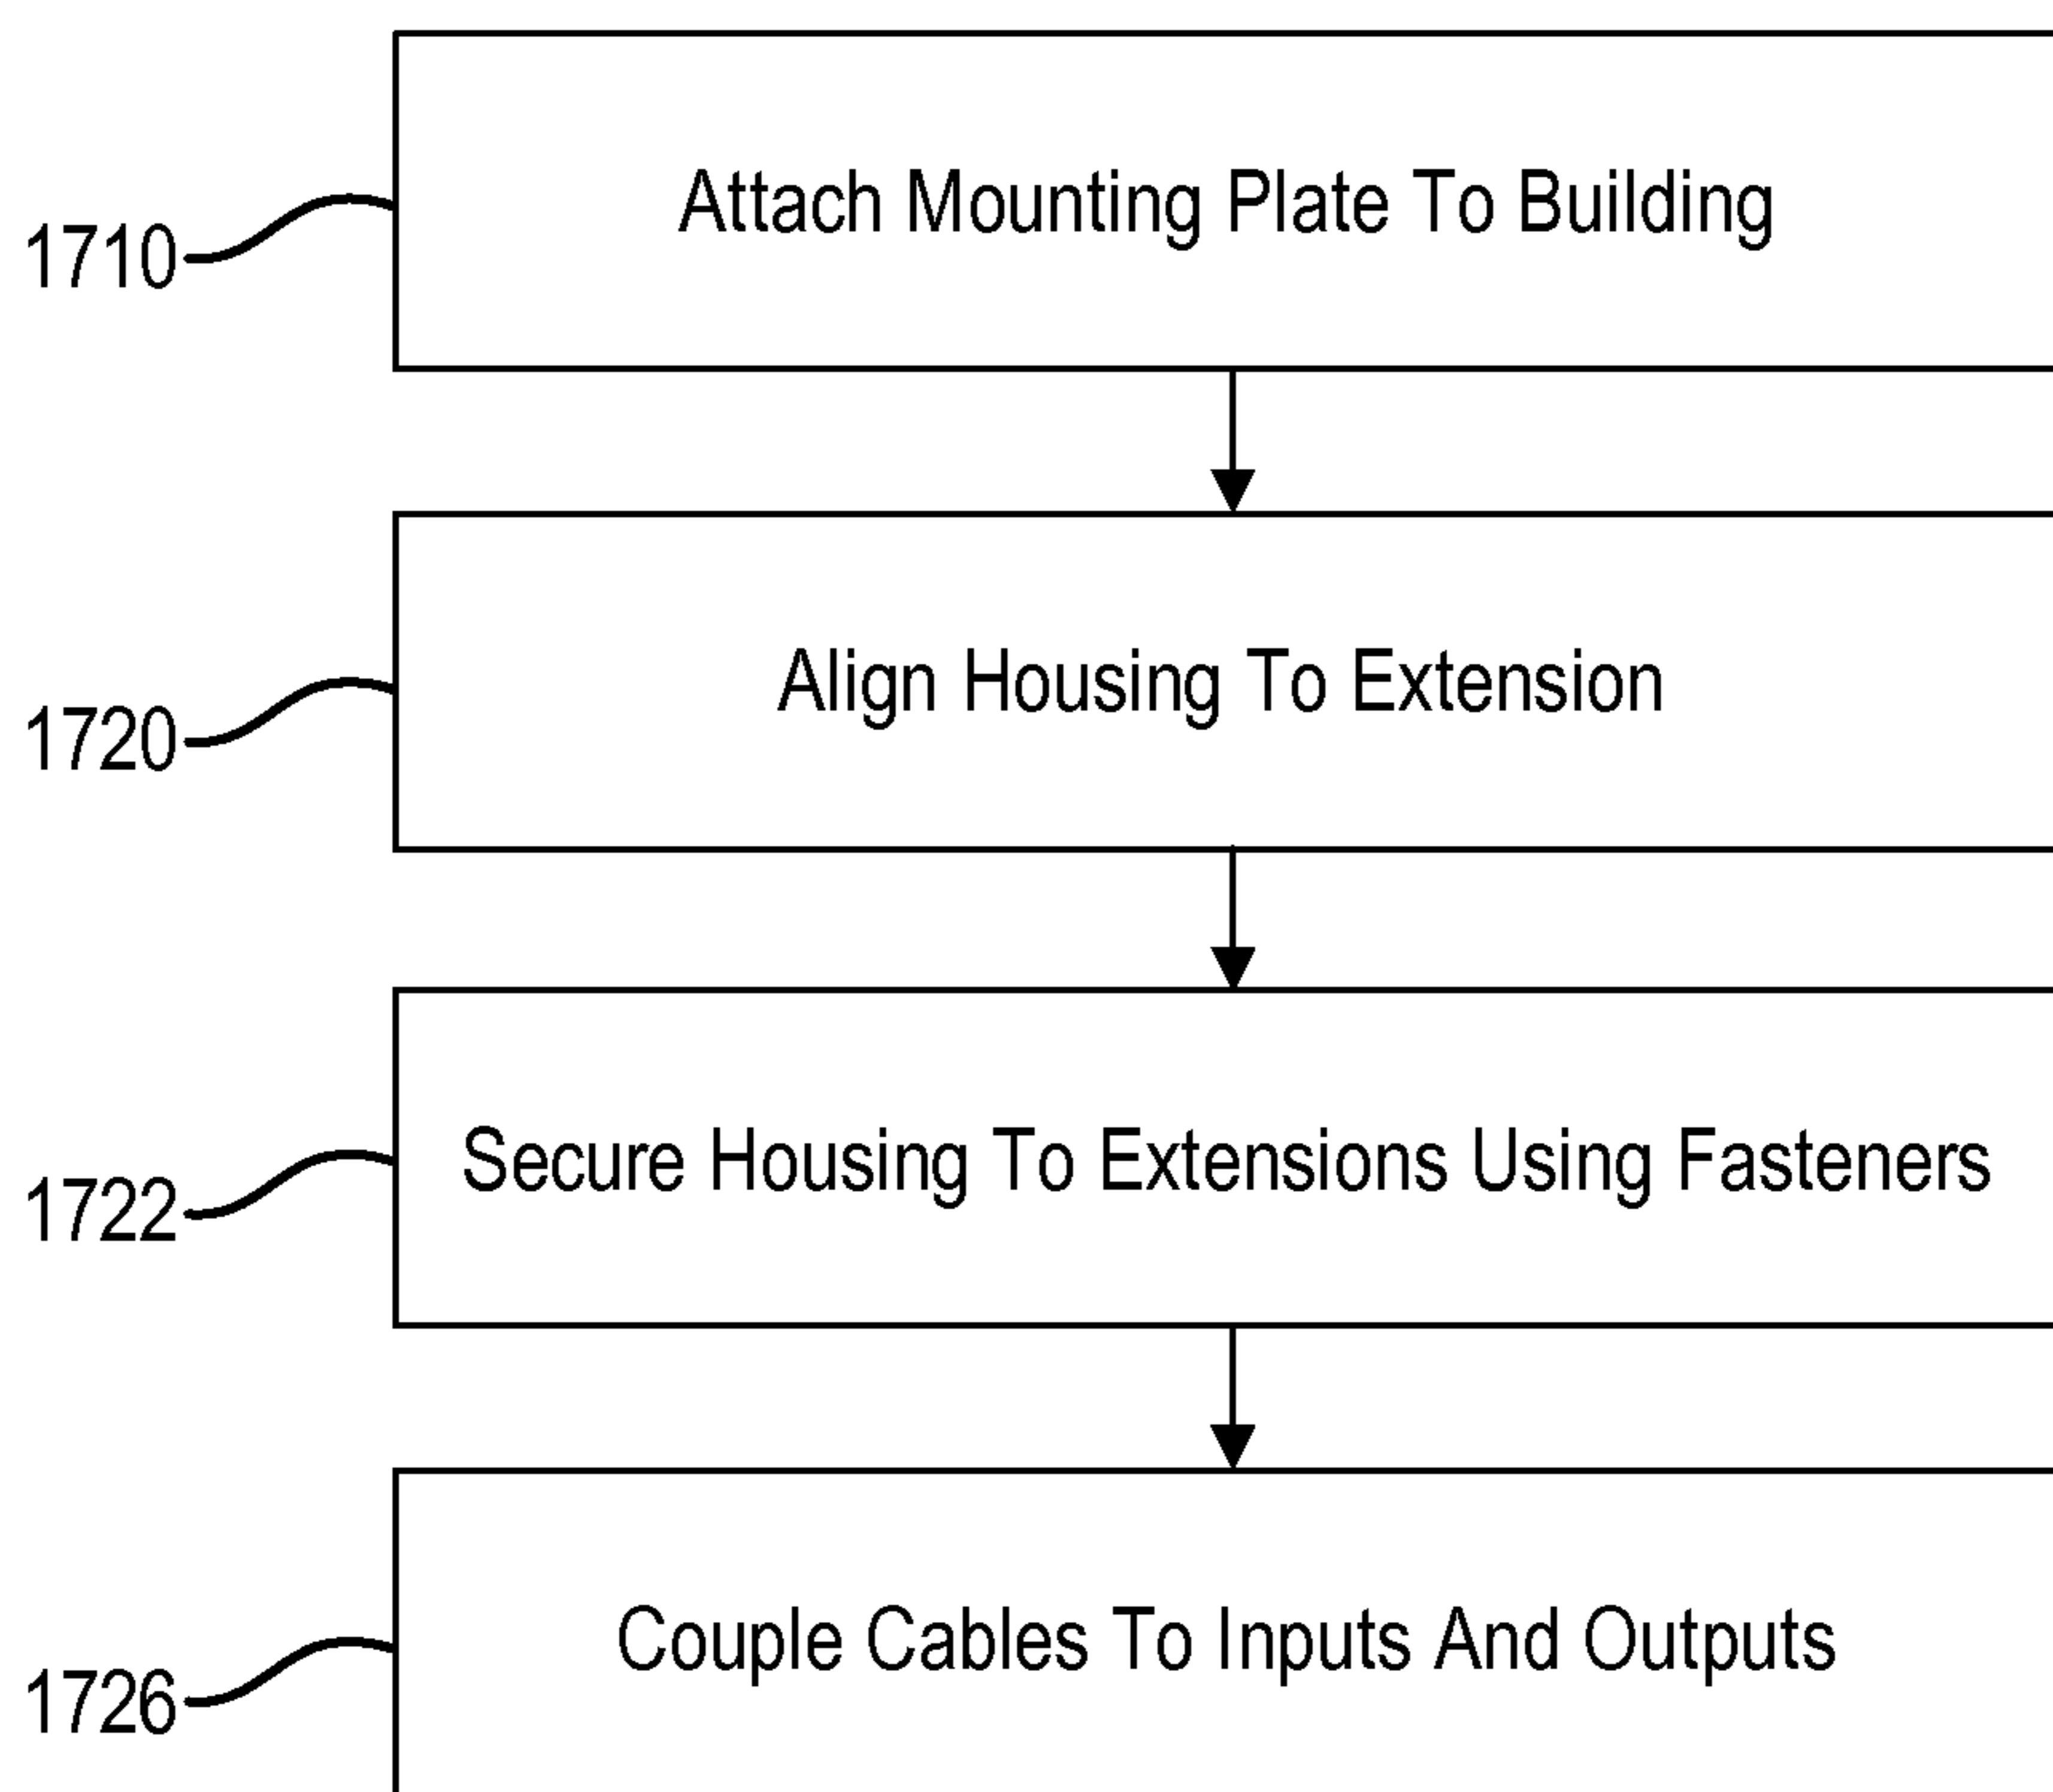 Attach Mounting Plate To Building
1710
Align Housing To Extension
1720
Secure Housing To Extensions Using Fasteners
1722
Couple Cables To Inputs And Outputs
1726